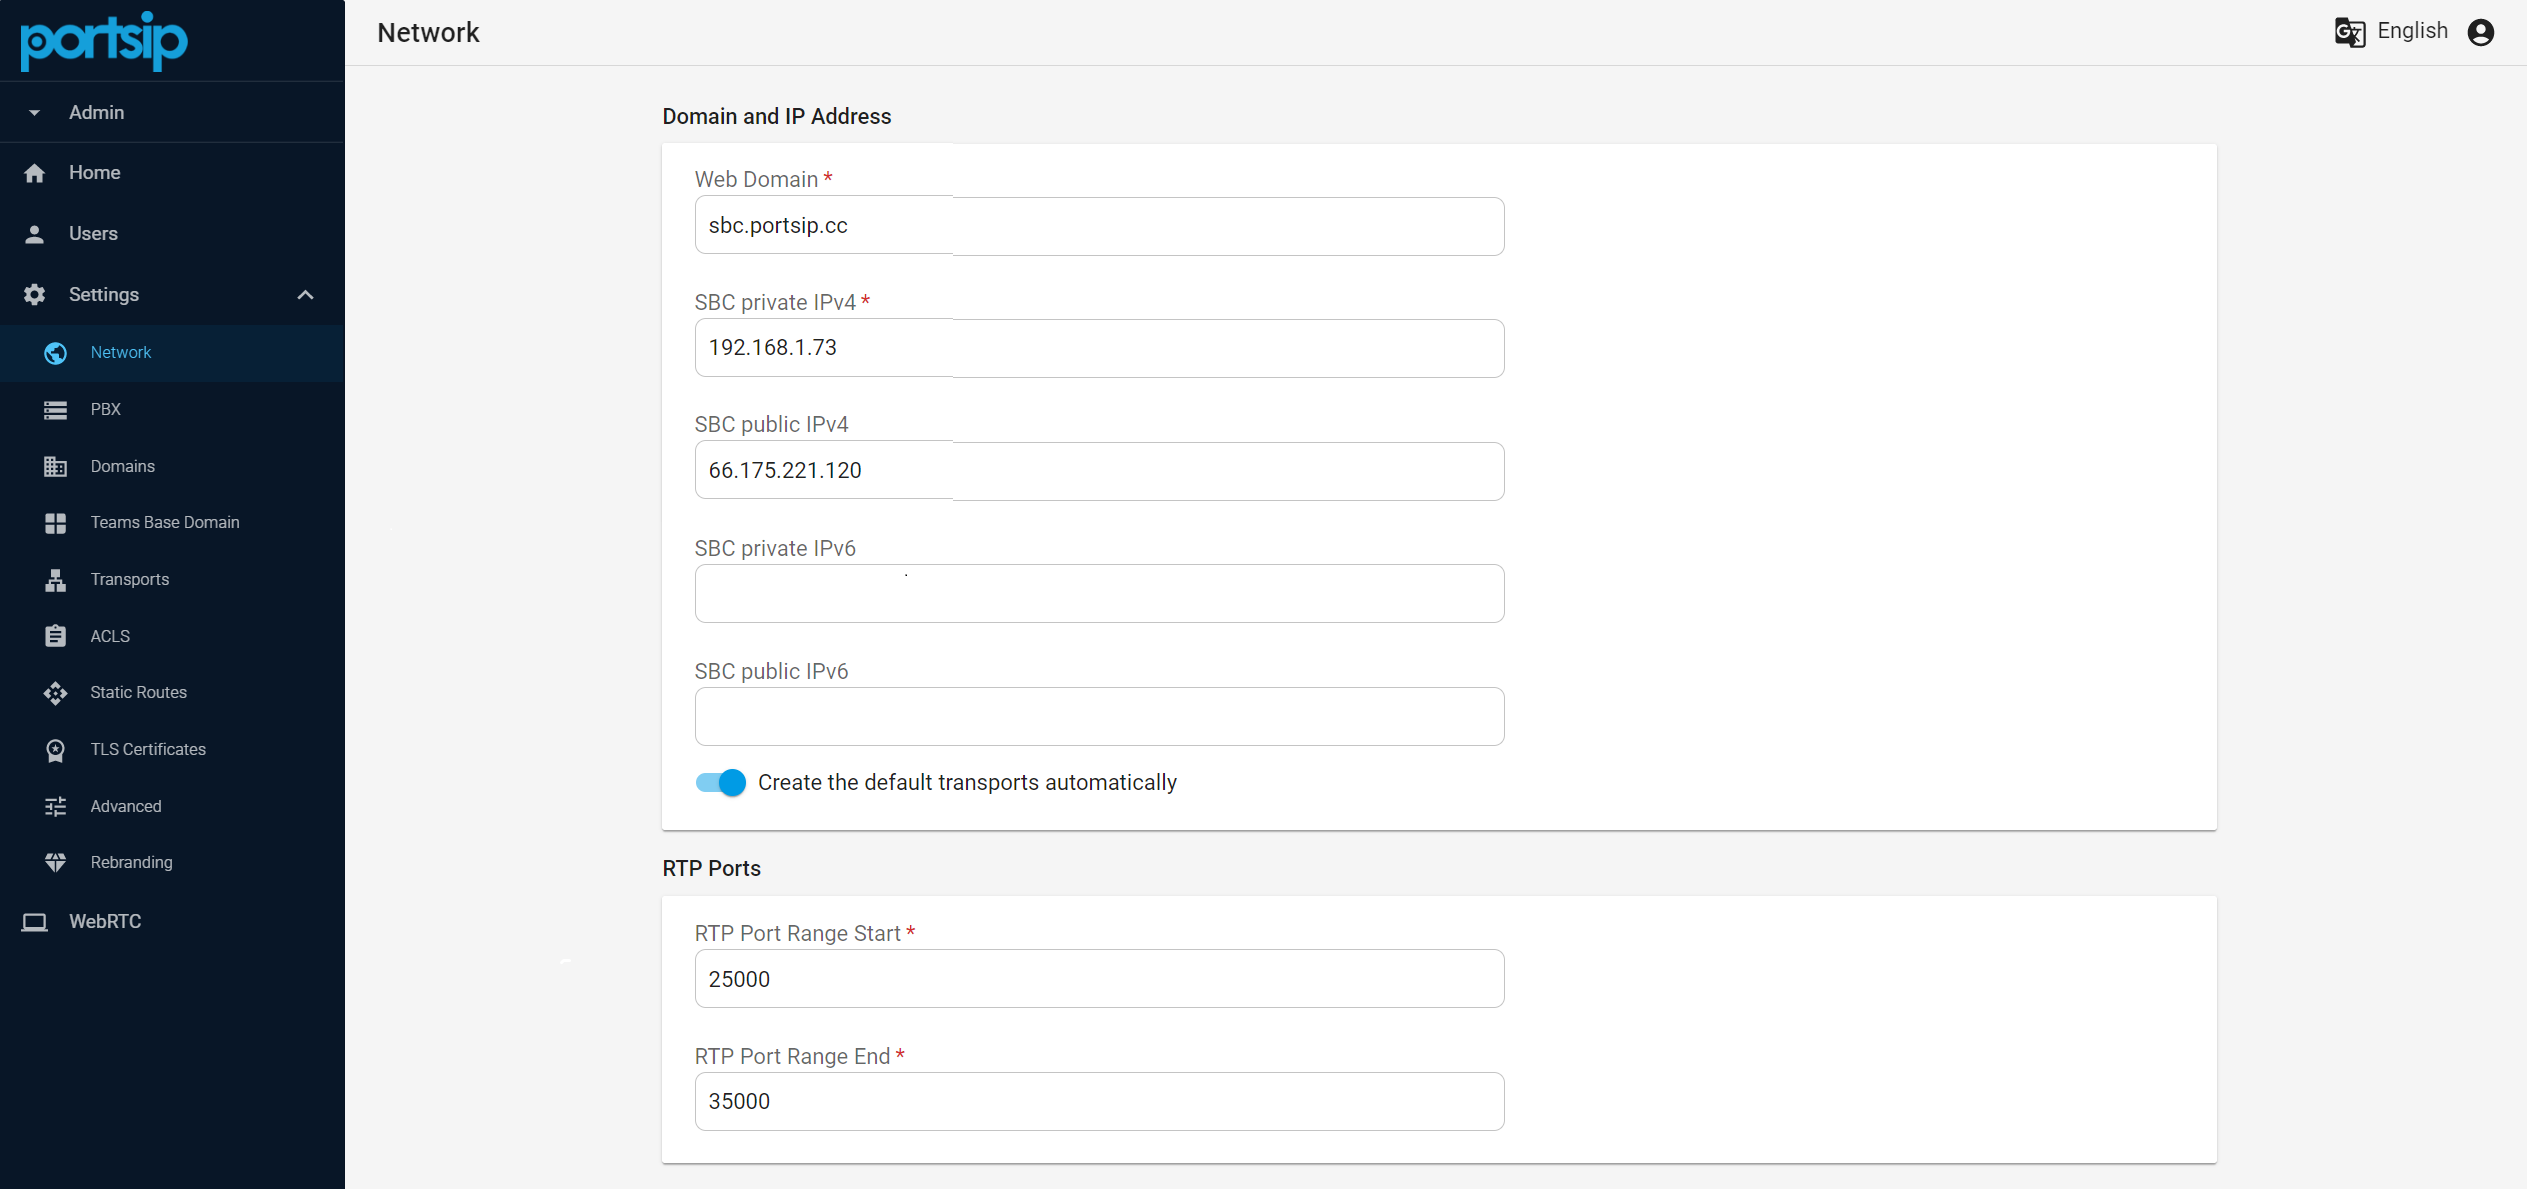 portsip
Admin
Home
Users
Settings
Network
PBX
Domains
Teams Base Domain
Transports
ACLS
Static Routes
TLS Certificates
Advanced
Rebranding
WebRTC
Network
English
Domain and IP Address
Web Domain *
sbc.portsip.cc
SBC private IPv4 *
192.168.1.73
SBC public IPv4
66.175.221.120
SBC private IPv6
SBC public IPv6
Create the default transports automatically
RTP Ports
RTP Port Range Start *
25000
RTP Port Range End *
35000